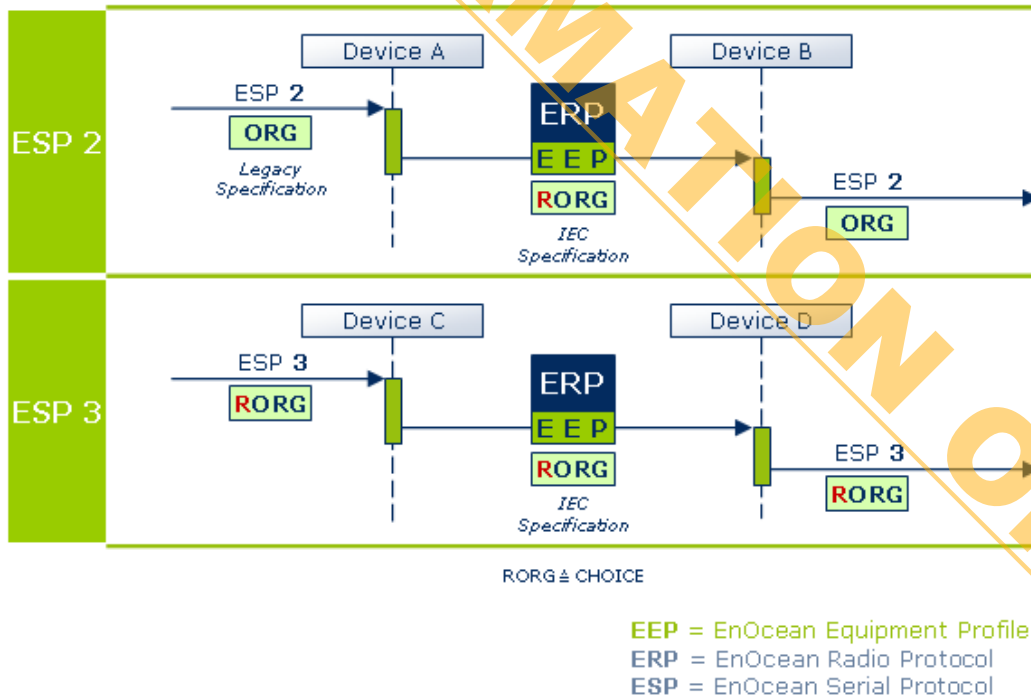 ESP 2
Device A
Device B
ESP 2
ORG
Legacy
Specification
ERP
EEP
RORG
IEC
Specification
ESP 2
ORG
ESP 3
Device C
Device D
ESP 3
RORG
ERP
EEP
RORG
IEC
Specification
ESP 3
RORG
RORG ≙ CHOICE
EEP = EnOcean Equipment Profile
ERP = EnOcean Radio Protocol
ESP = EnOcean Serial Protocol